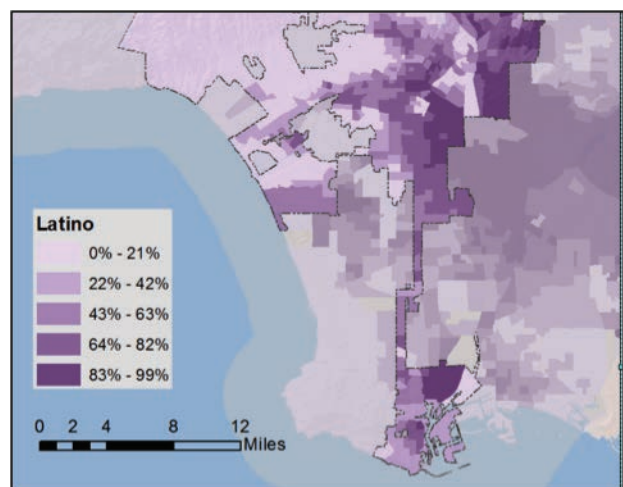 Latino
0% - 21%
22% - 42%
43% - 63%
64% - 82%
83% - 99%
0 2 4 8 12
Miles